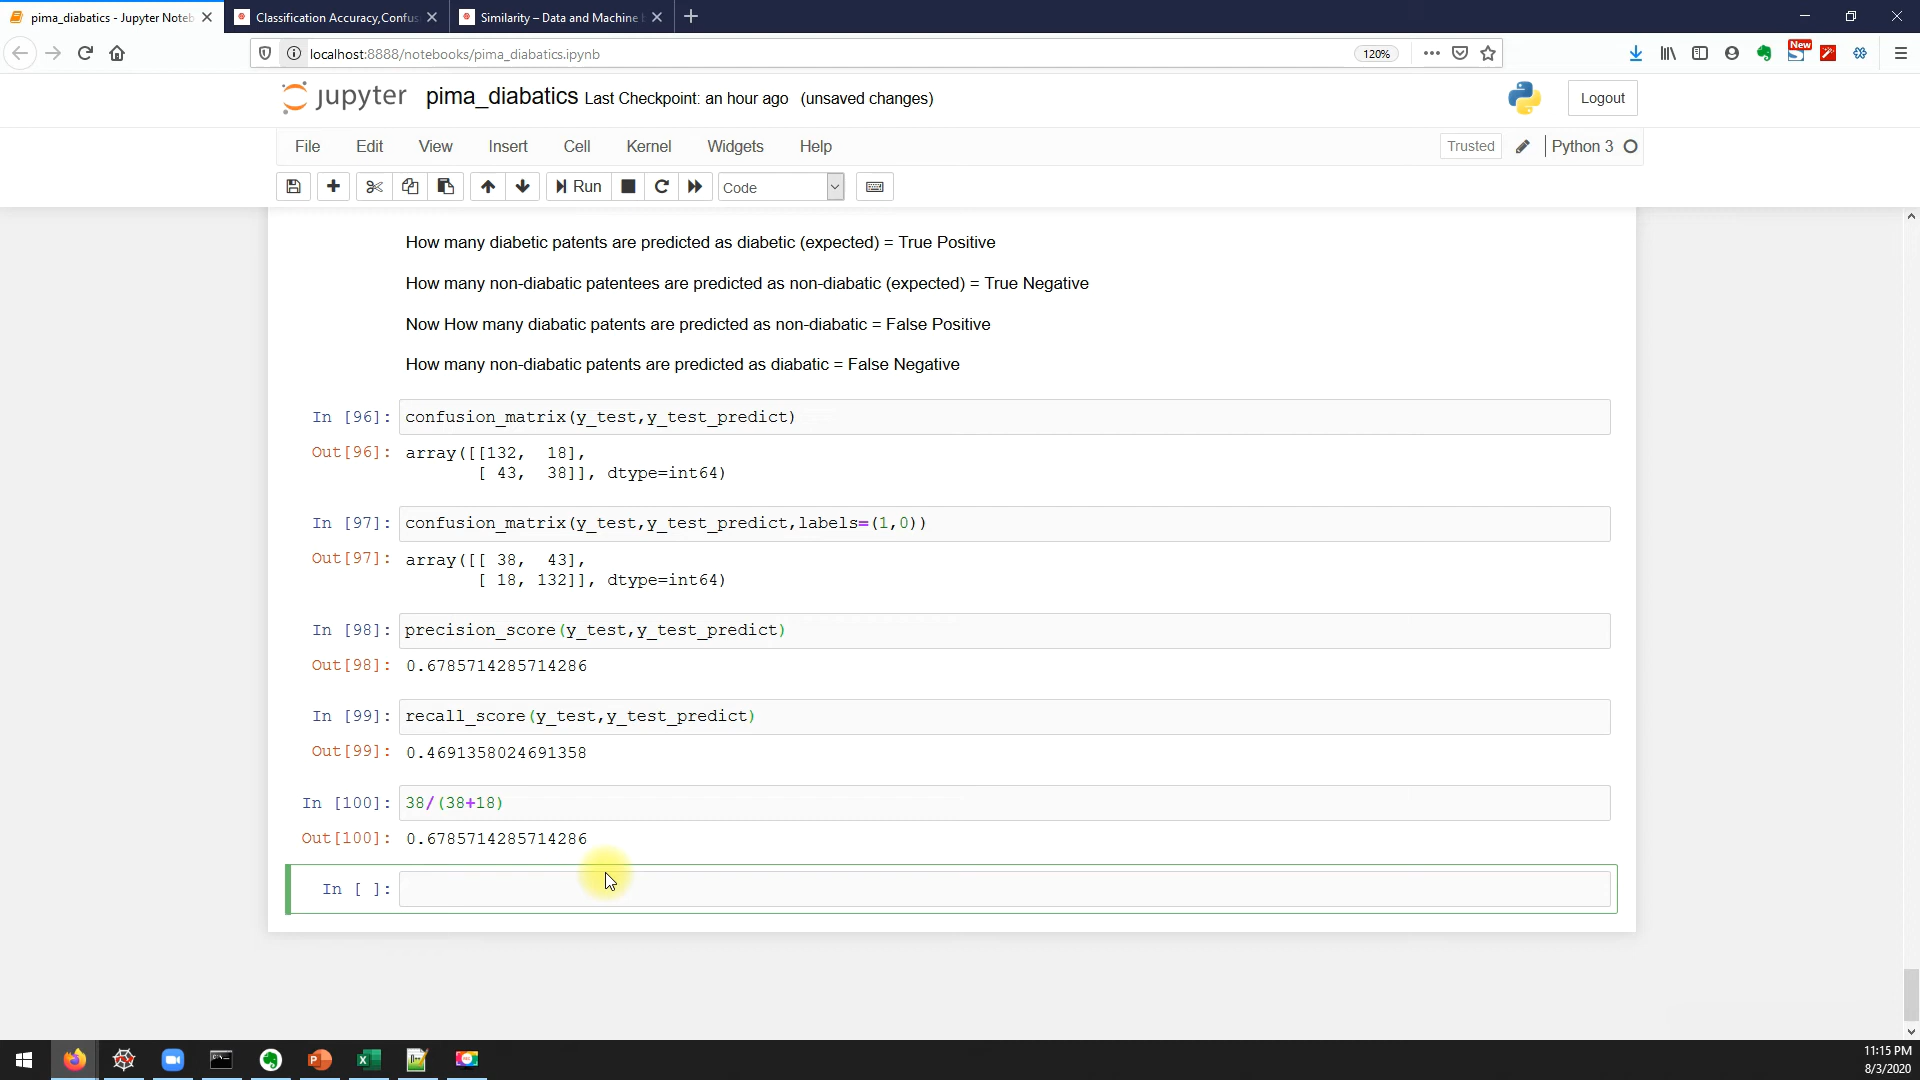 pima_diabatics - Jupyter Noteb
Classification Accuracy,Confus
Similarity – Data and Machine
localhost:8888/notebooks/pima_diabatics.ipynb
120%
New
jupyter
pima_diabatics Last Checkpoint: an hour ago (unsaved changes)
Logout
File Edit View Insert Cell Kernel Widgets Help
Trusted
Python 3
Run
Code
How many diabetic patents are predicted as diabetic (expected) = True Positive
How many non-diabatic patentees are predicted as non-diabatic (expected) = True Negative
Now How many diabatic patents are predicted as non-diabatic = False Positive
How many non-diabatic patents are predicted as diabatic = False Negative
In [96]: confusion_matrix(y_test,y_test_predict)
Out[96]: array([[132, 18],
[ 43, 38]], dtype=int64)
In [97]: confusion_matrix(y_test,y_test_predict,labels=(1,0))
Out[97]: array([[ 38, 43],
[ 18, 132]], dtype=int64)
In [98]: precision_score(y_test,y_test_predict)
Out[98]: 0.6785714285714286
In [99]: recall_score(y_test,y_test_predict)
Out[99]: 0.4691358024691358
In [100]: 38/(38+18)
Out[100]: 0.6785714285714286
In [ ]:
11:15 PM
8/3/2020